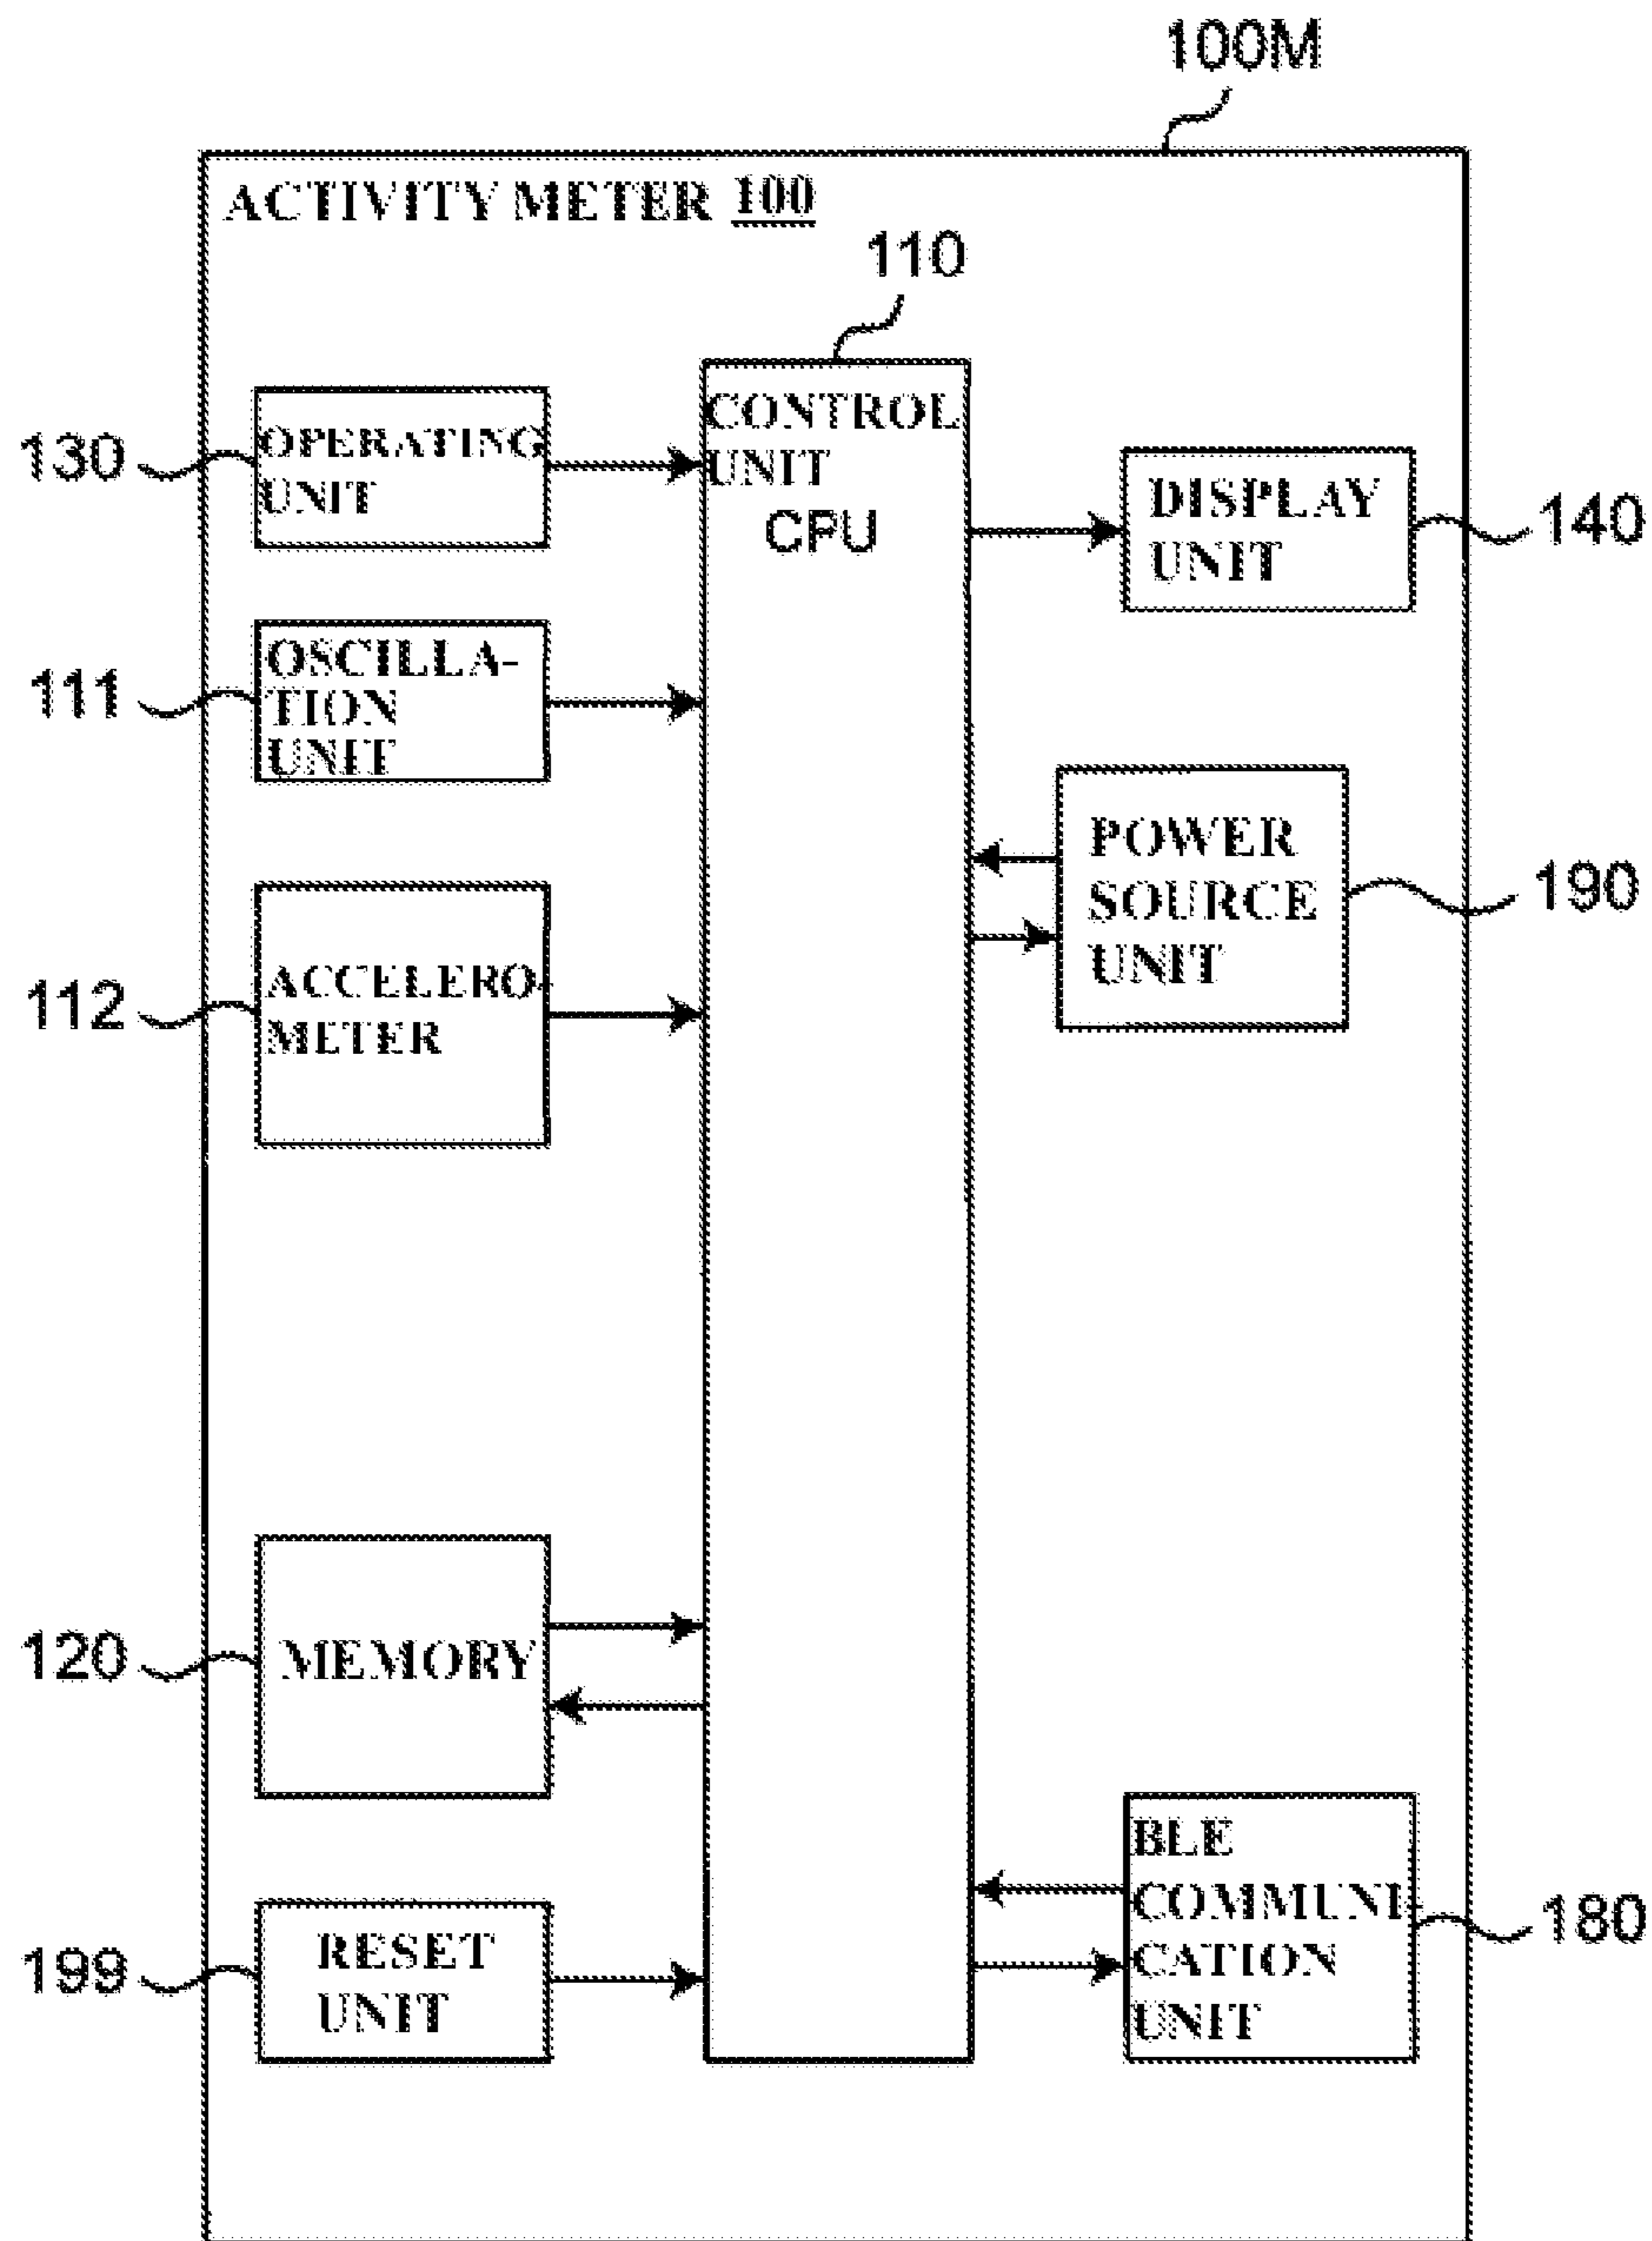 100M
ACTIVITY METER 100
110
130
OPERATING
UNIT
CONTROL
UNIT
CPU
DISPLAY
UNIT
140
111
OSCILLA-
TION
UNIT
POWER
SOURCE
UNIT
190
112
ACCELERO-
METER
120
MEMORY
199
RESET
UNIT
BLE
COMMUNI-
CATION
UNIT
180